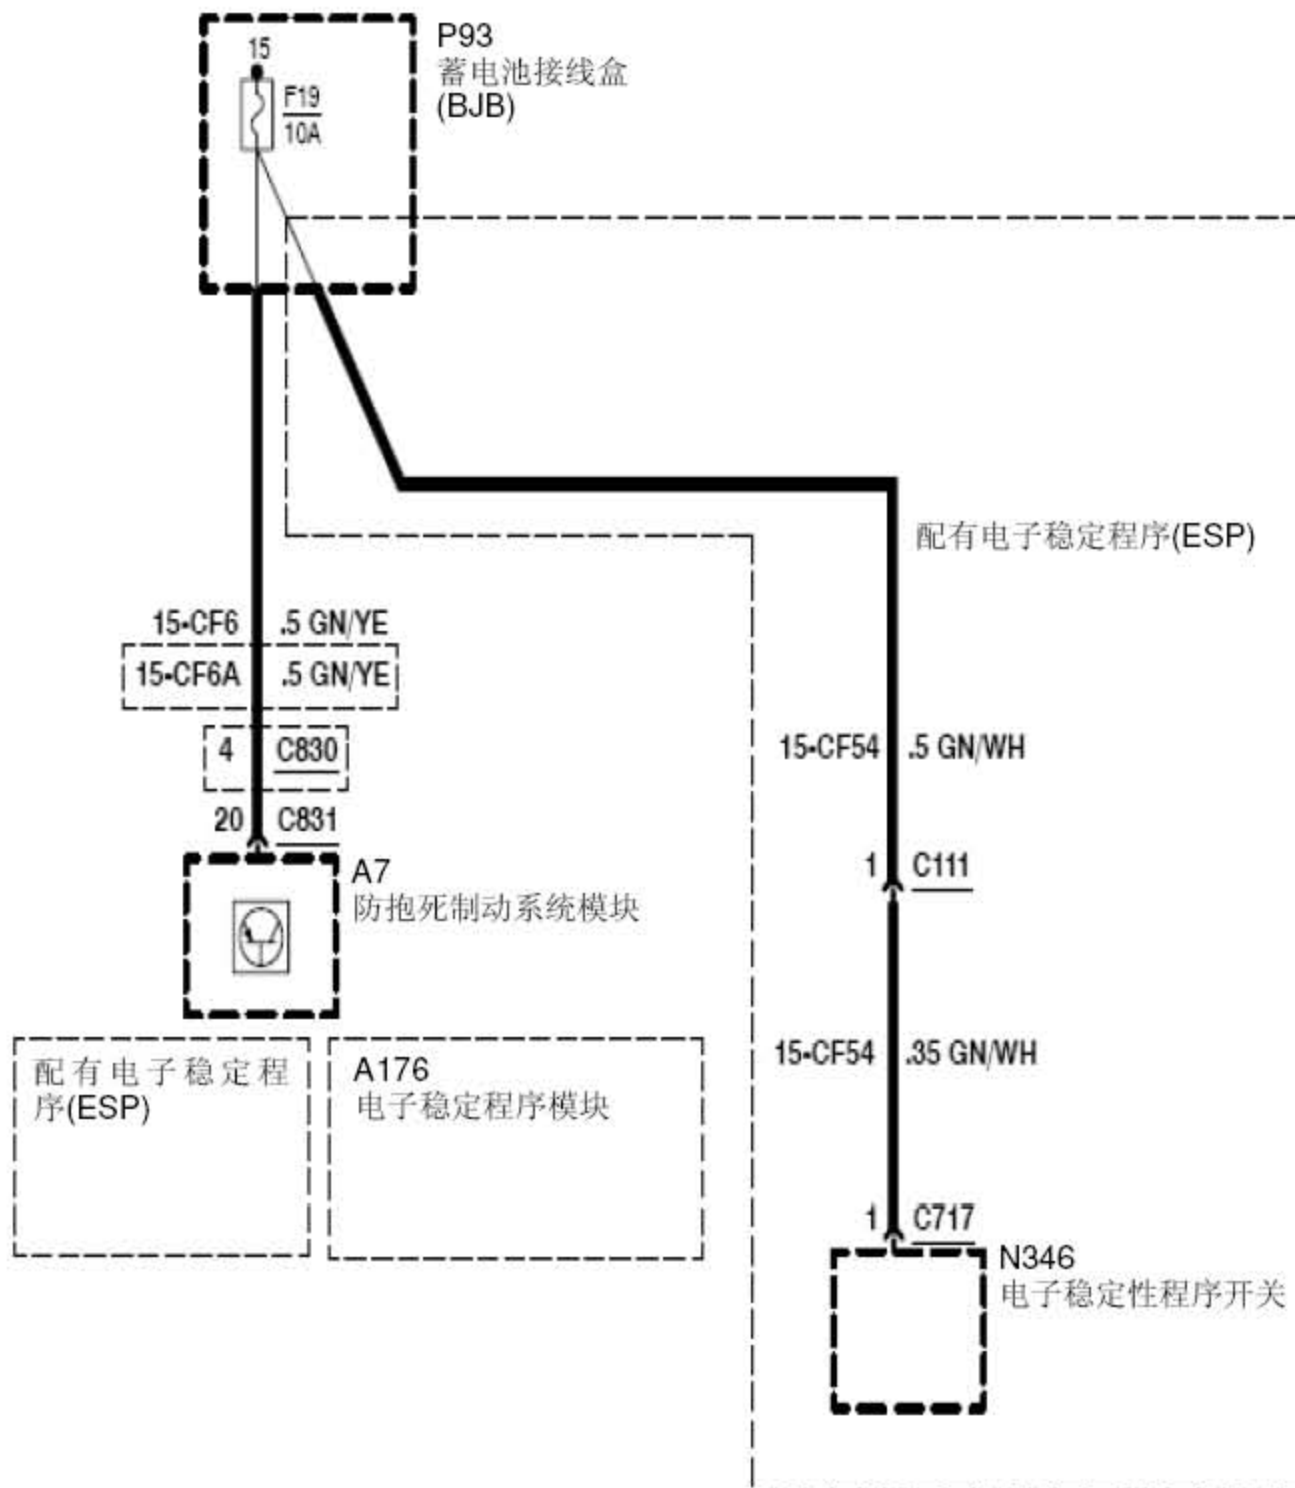 P93
蓄电池接线盒
(BJB)
15
F19
10A
配有电子稳定程序(ESP)
15-CF6 .5 GN/YE
15-CF6A .5 GN/YE
4 C830
20 C831
15-CF54 .5 GN/WH
1 C111
A7
防抱死制动系统模块
配有电子稳定程
序(ESP)
A176
电子稳定程序模块
15-CF54 .35 GN/WH
1 C717
N346
电子稳定性程序开关